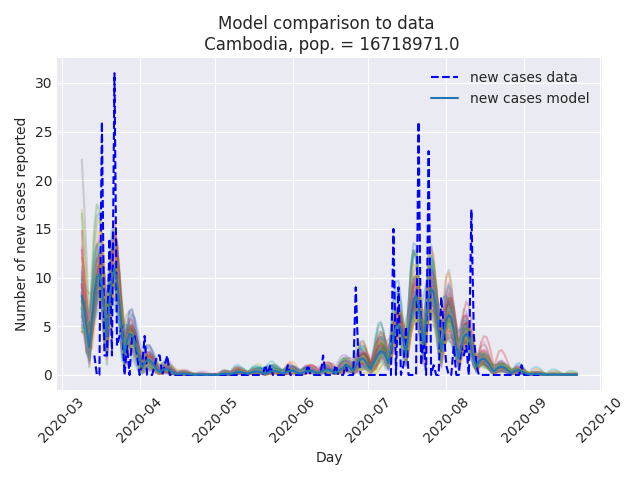 Model comparison to data
Cambodia, pop. = 16718971.0
new cases data
new cases model
Number of new cases reported
30
25
20
15
10
5
0
2020-03
2020-04
2020-05
2020-06
2020-07
2020-08
2020-09
2020-10
Day